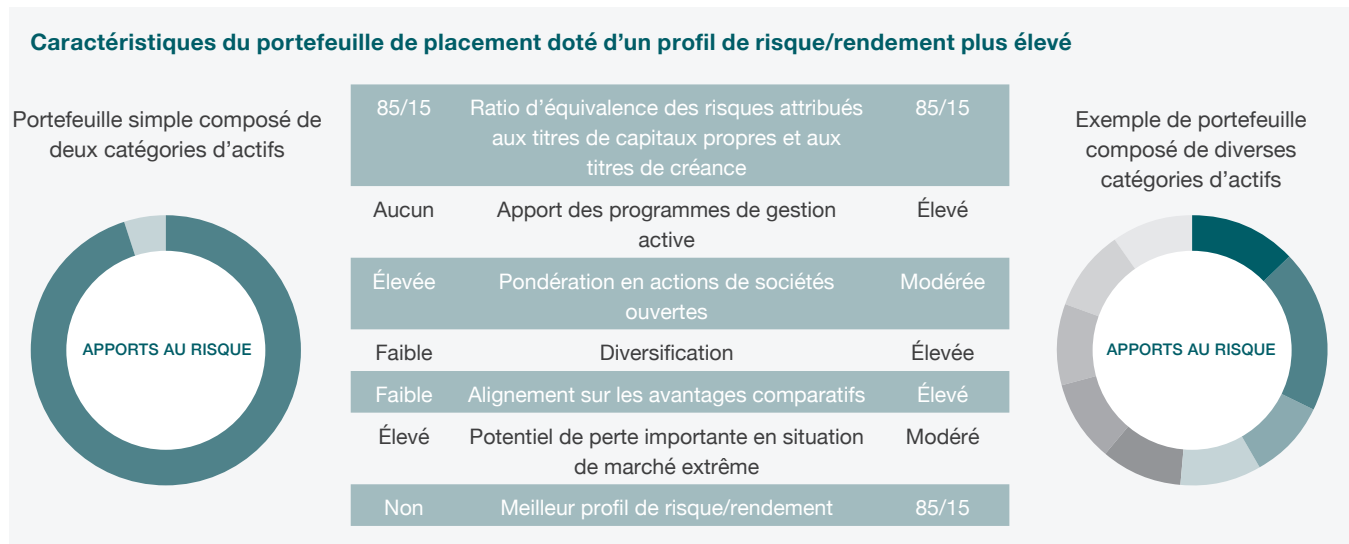 Caractéristiques du portefeuille de placement doté d'un profil de risque/rendement plus élevé
Portefeuille simple composé de
deux catégories d'actifs
APPORTS AU RISQUE
85/15 Ratio d'équivalence des risques attribués 85/15
aux titres de capitaux propres et aux
titres de créance
Aucun Apport des programmes de gestion Élevé
active
Élevée Pondération en actions de sociétés Modérée
ouvertes
Faible Diversification Élevée
Faible Alignement sur les avantages comparatifs Élevé
Élevé Potentiel de perte importante en situation Modéré
de marché extrême
Non Meilleur profil de risque/rendement 85/15
Exemple de portefeuille
composé de diverses
catégories d'actifs
APPORTS AU RISQUE